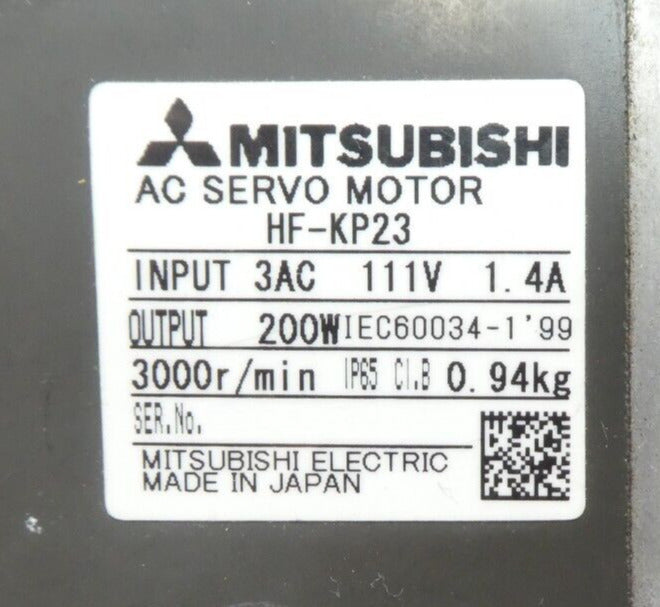 MITSUBISHI
AC SERVO MOTOR
HF-KP23
INPUT 3AC 111V 1.4A
OUTPUT 200W IEC60034-1'99
3000r/min IP65 Cl.B 0.94kg
SER.No.
MITSUBISHI ELECTRIC
MADE IN JAPAN